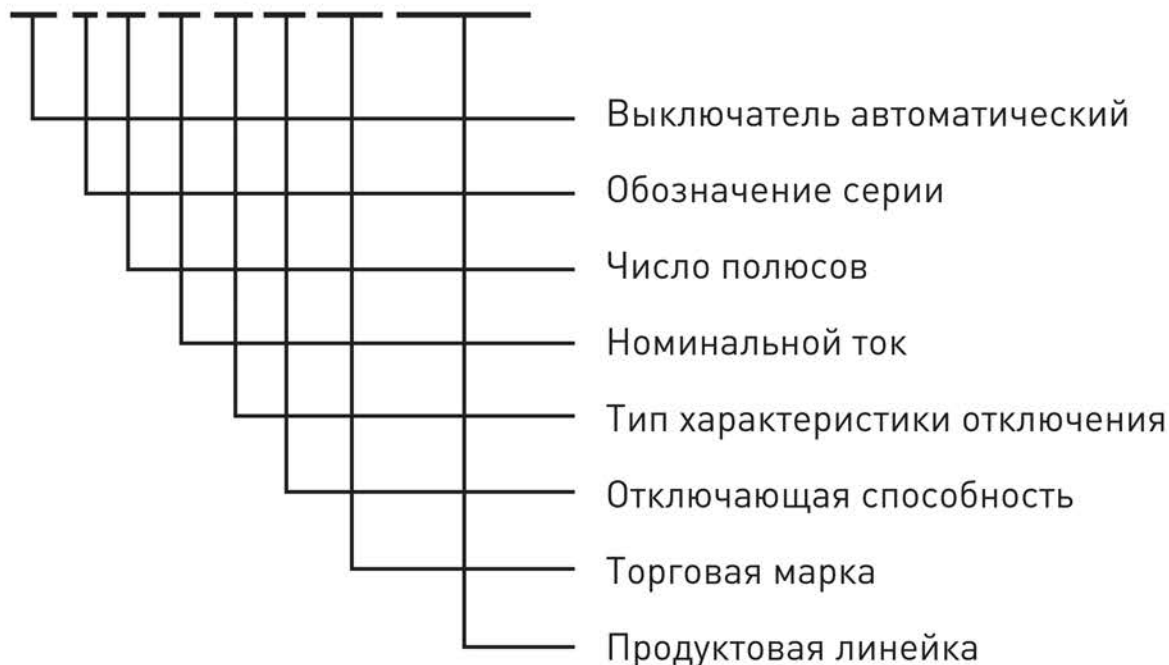 Выключатель автоматический
Обозначение серии
Число полюсов
Номинальной ток
Тип характеристики отключения
Отключающая способность
Торговая марка
Продуктовая линейка